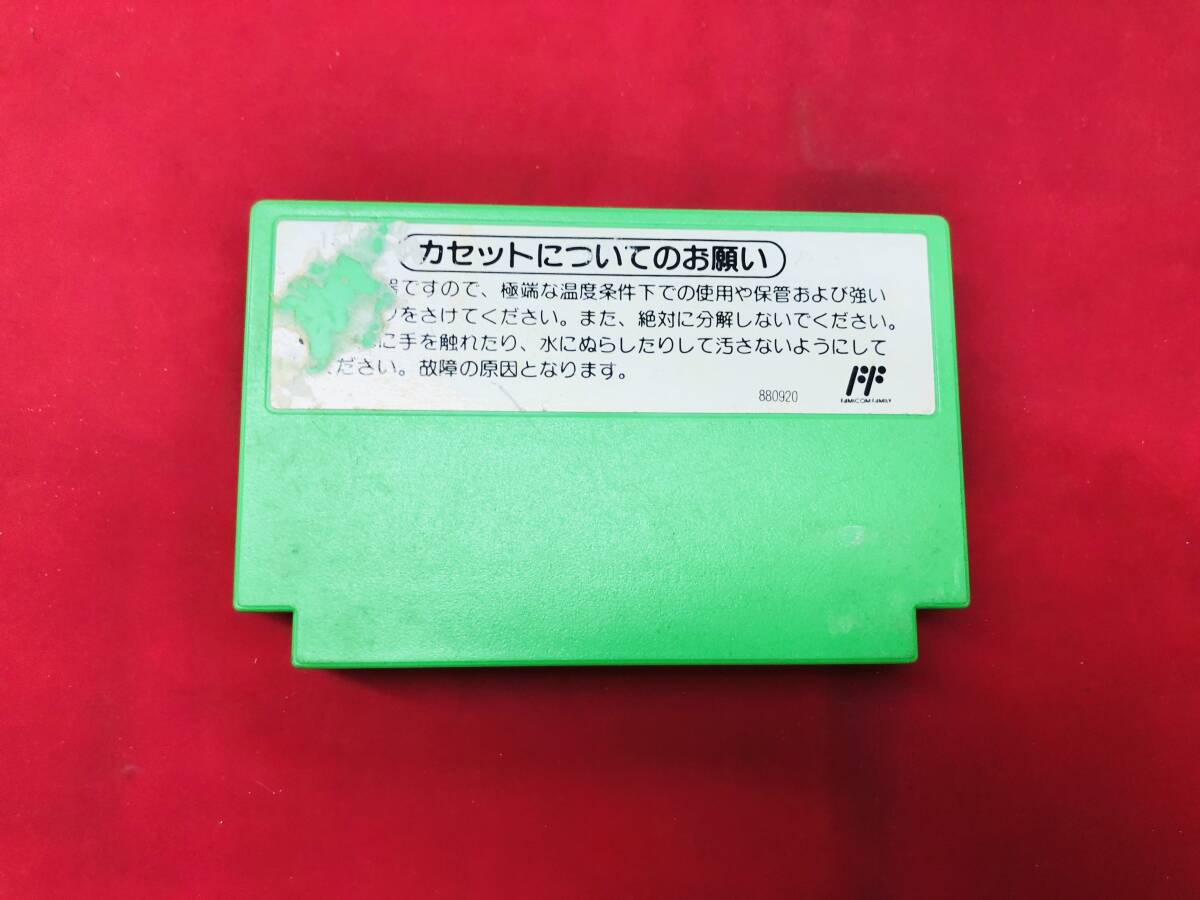 カセットについてのお願い
器ですので、極端な温度条件下での使用や保管および強い
をさけてください。また、絶対に分解しないでください。
に手を触れたり、水にぬらしたりして汚さないようにして
ださい。故障の原因となります。
880920
FAMICOM FAMILY